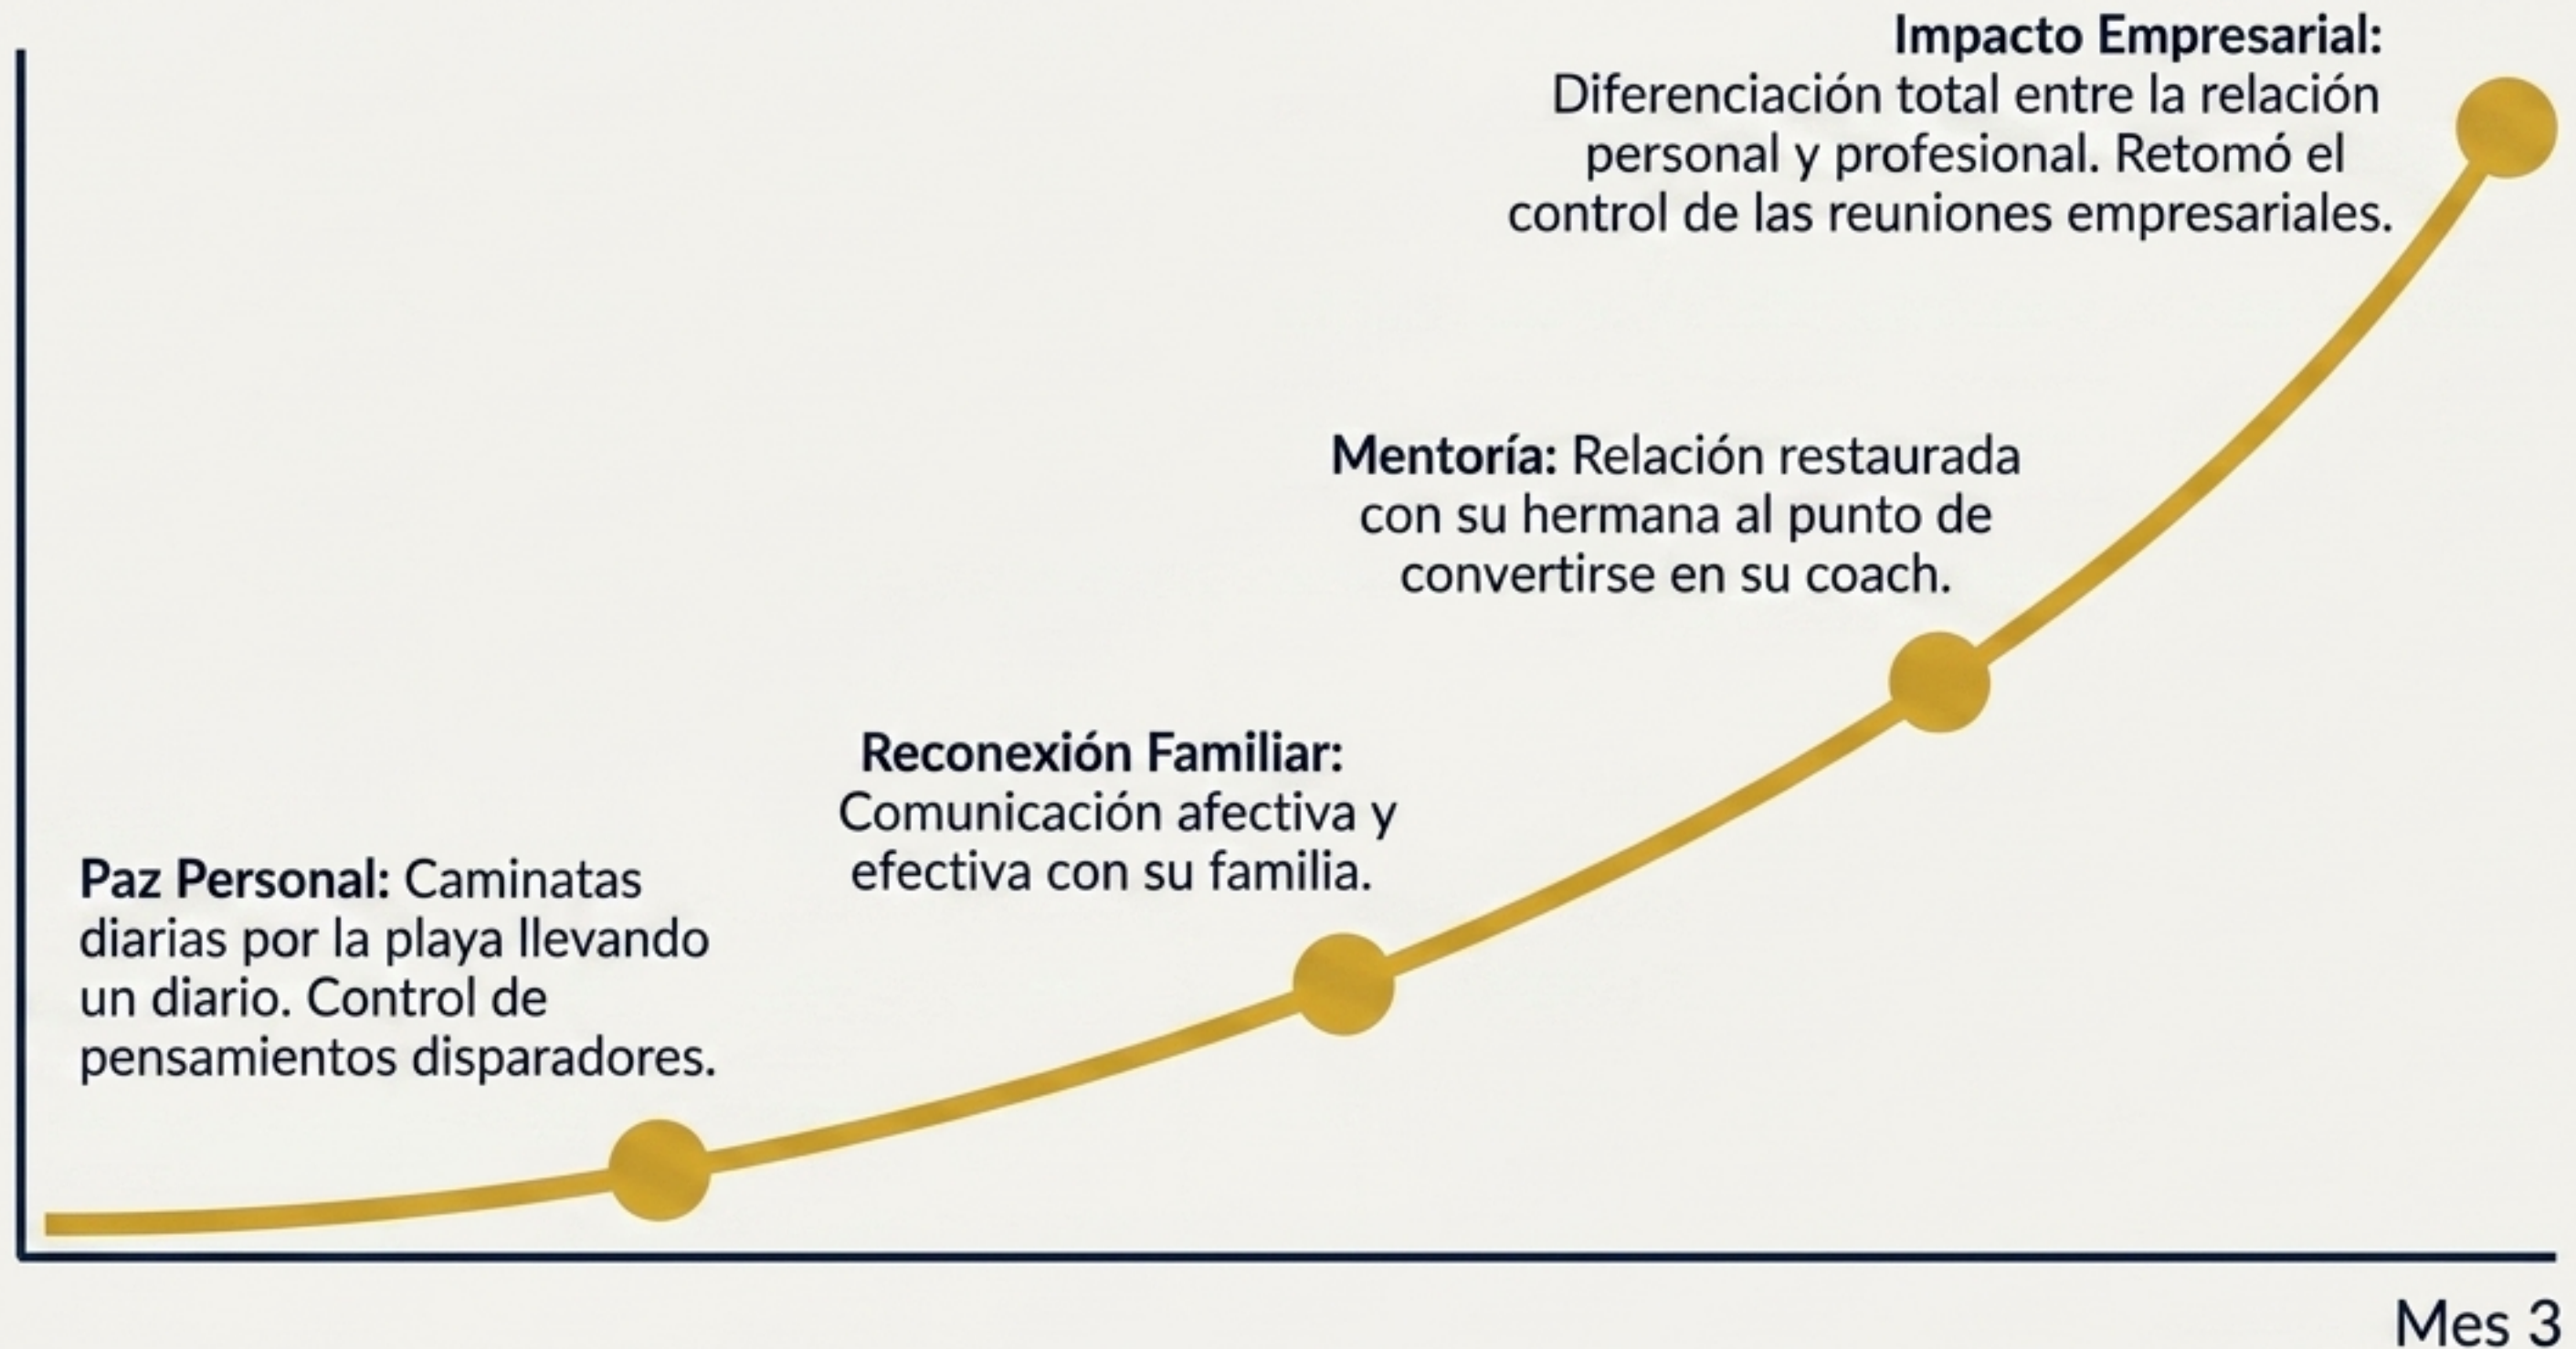 Impacto Empresarial:
Diferenciación total entre la relación
personal y profesional. Retomó el
control de las reuniones empresariales.
Mentoría: Relación restaurada
con su hermana al punto de
convertirse en su coach.
Reconexión Familiar:
Comunicación afectiva y
efectiva con su familia.
Paz Personal: Caminatas
diarias por la playa llevando
un diario. Control de
pensamientos disparadores.
Mes 3